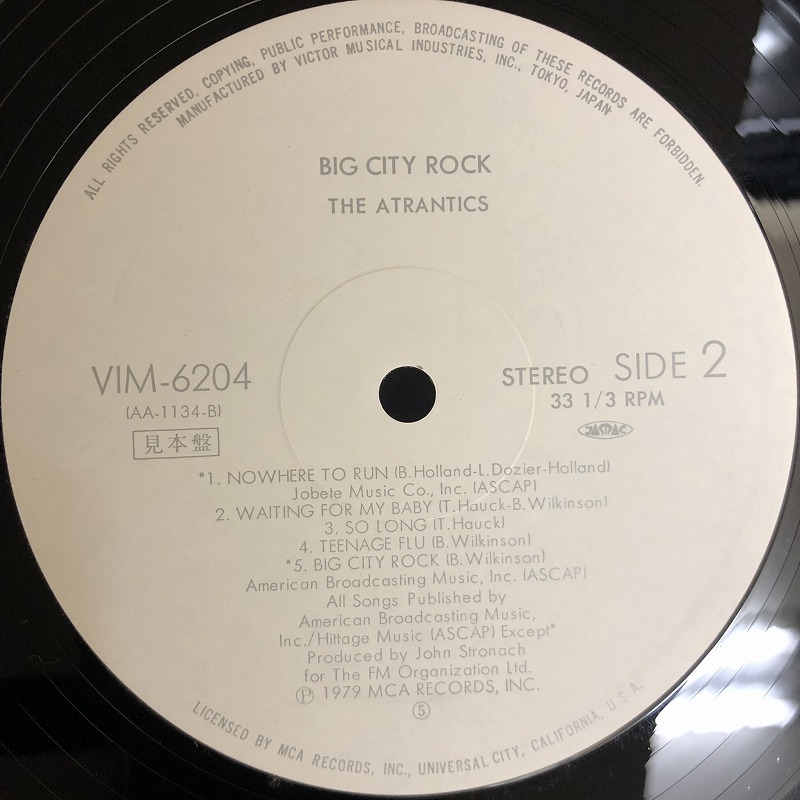 ALL RIGHTS RESERVED, COPYING, PUBLIC PERFORMANCE, BROADCASTING OF THESE RECORDS ARE FORBIDDEN.
MANUFACTURED BY VICTOR MUSICAL INDUSTRIES, INC., TOKYO, JAPAN
BIG CITY ROCK
THE ATRANTICS
VIM-6204
(AA-1134-B)
見本盤
STEREO SIDE 2
33 1/3 RPM
JASRAC
*1. NOWHERE TO RUN (B.Holland-L.Dozier-Holland)
Jobete Music Co., Inc. (ASCAP)
2. WAITING FOR MY BABY (T.Hauck-B.Wilkinson)
3. SO LONG (T.Hauck)
4. TEENAGE FLU (B.Wilkinson)
*5. BIG CITY ROCK (B.Wilkinson)
American Broadcasting Music, Inc. (ASCAP)
All Songs Published by
American Broadcasting Music,
Inc./Hittage Music (ASCAP) Except*
Produced by John Stronach
for The FM Organization Ltd.
Ⓟ 1979 MCA RECORDS, INC.
⑤
LICENSED BY MCA RECORDS, INC., UNIVERSAL CITY, CALIFORNIA, U.S.A.